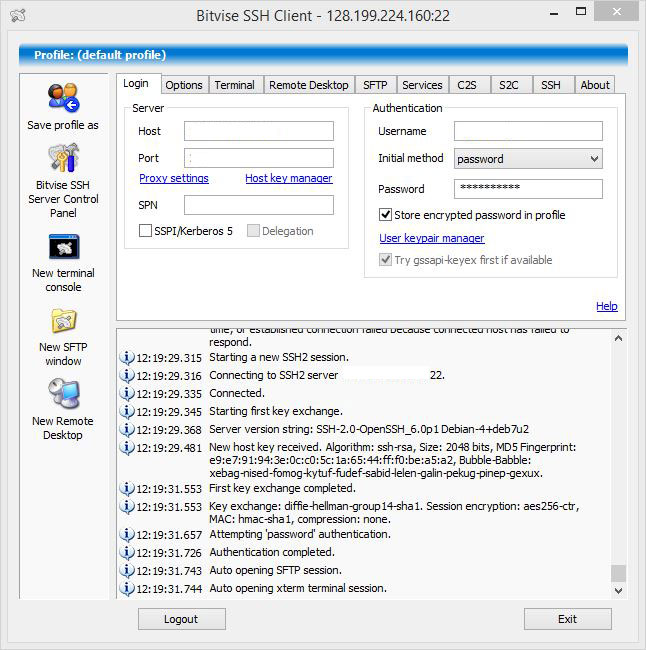 Bitvise SSH Client - 128.199.224.160:22
Profile: (default profile)
Save profile as
Bitvise SSH
Server Control
Panel
New terminal
console
New SFTP
window
New Remote
Desktop
Login Options Terminal Remote Desktop SFTP Services C2S S2C SSH About
Server
Host
Port
Proxy settings Host key manager
SPN
SSPI/Kerberos 5 Delegation
Authentication
Username
Initial method password
Password **********
Store encrypted password in profile
User keypair manager
Try gssapi-keyex first if available
Help
time, or established connection failed because connected host has failed to
respond.
12:19:29.315 Starting a new SSH2 session.
12:19:29.316 Connecting to SSH2 server 22.
12:19:29.335 Connected.
12:19:29.345 Starting first key exchange.
12:19:29.368 Server version string: SSH-2.0-OpenSSH_6.0p1 Debian-4+deb7u2
12:19:29.481 New host key received. Algorithm: ssh-rsa, Size: 2048 bits, MD5 Fingerprint:
e9:e7:91:94:3e:0c:c0:5c:1a:65:44:ff:f0:be:a5:a2, Bubble-Babble:
xebag-nised-fomog-kytuf-fudef-sabid-lelen-galin-pekug-pinep-gexux.
12:19:31.553 First key exchange completed.
12:19:31.553 Key exchange: diffie-hellman-group14-sha1. Session encryption: aes256-ctr,
MAC: hmac-sha1, compression: none.
12:19:31.657 Attempting 'password' authentication.
12:19:31.726 Authentication completed.
12:19:31.743 Auto opening SFTP session.
12:19:31.744 Auto opening xterm terminal session.
Logout Exit